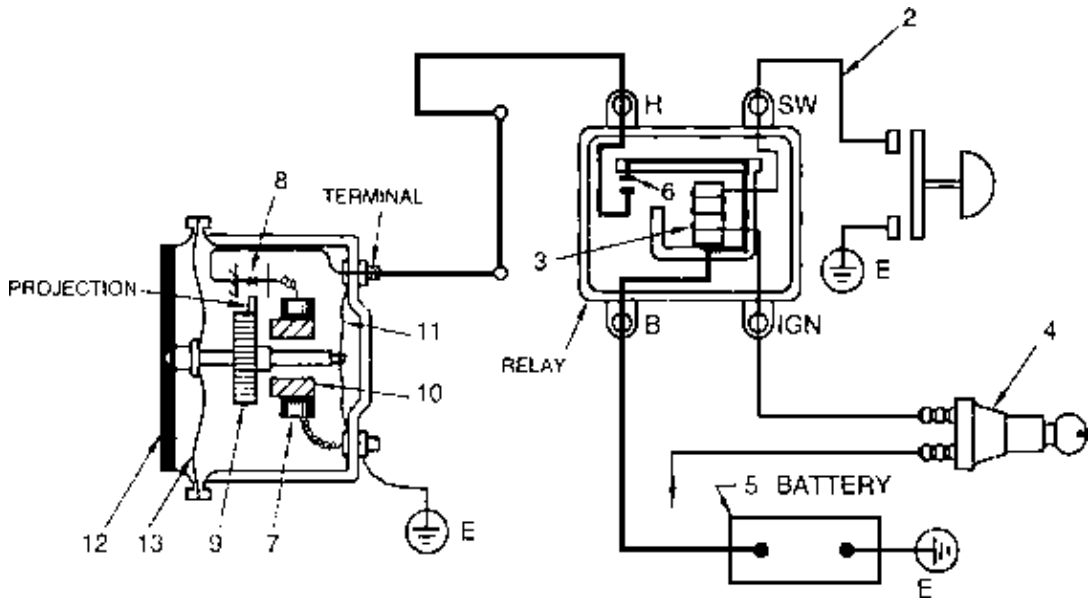 2
H
SW
8
TERMINAL
6
3
E
PROJECTION
11
B
IGN
RELAY
4
10
5 BATTERY
12
13
9
7
E
E